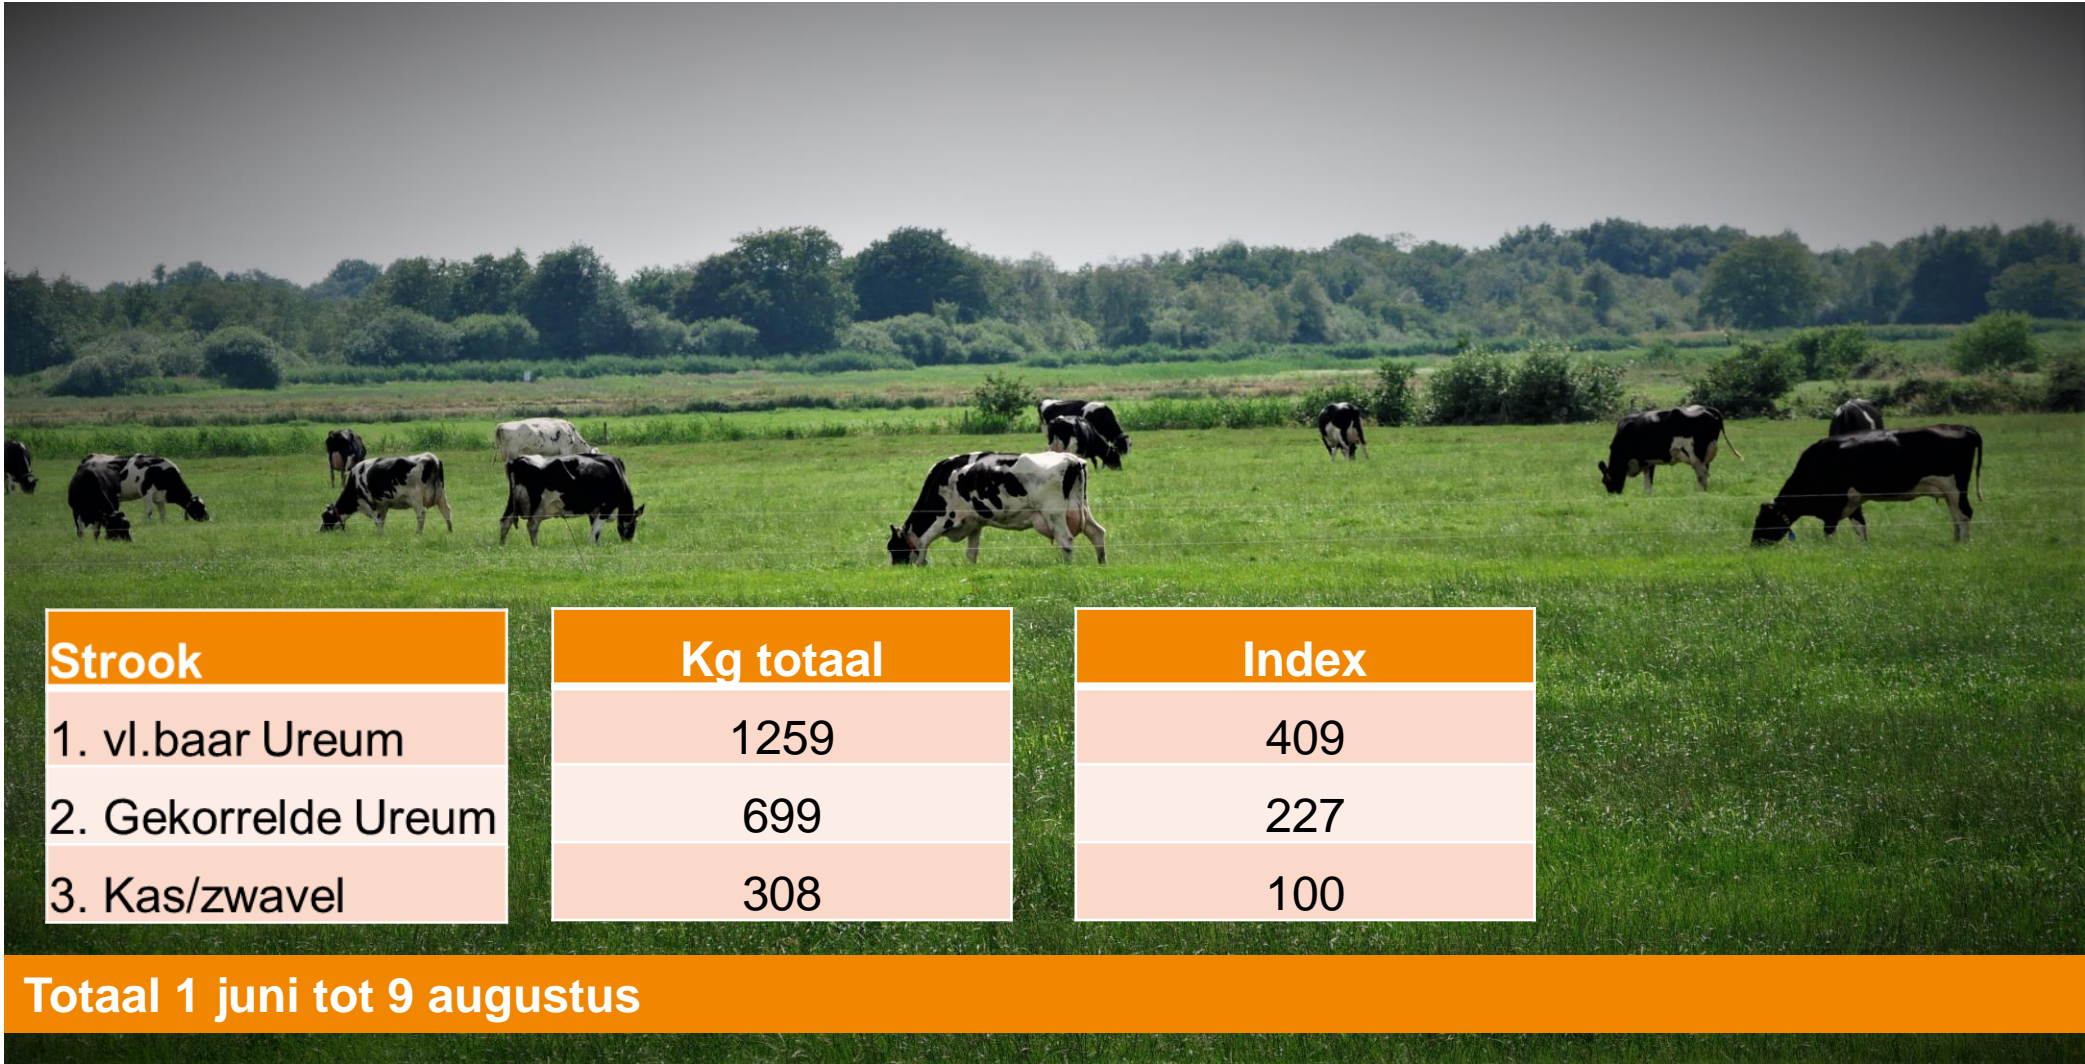 Strook Kg totaal Index
1. vl.baar Ureum 1259 409
2. Gekorrelde Ureum 699 227
3. Kas/zwavel 308 100
Totaal 1 juni tot 9 augustus